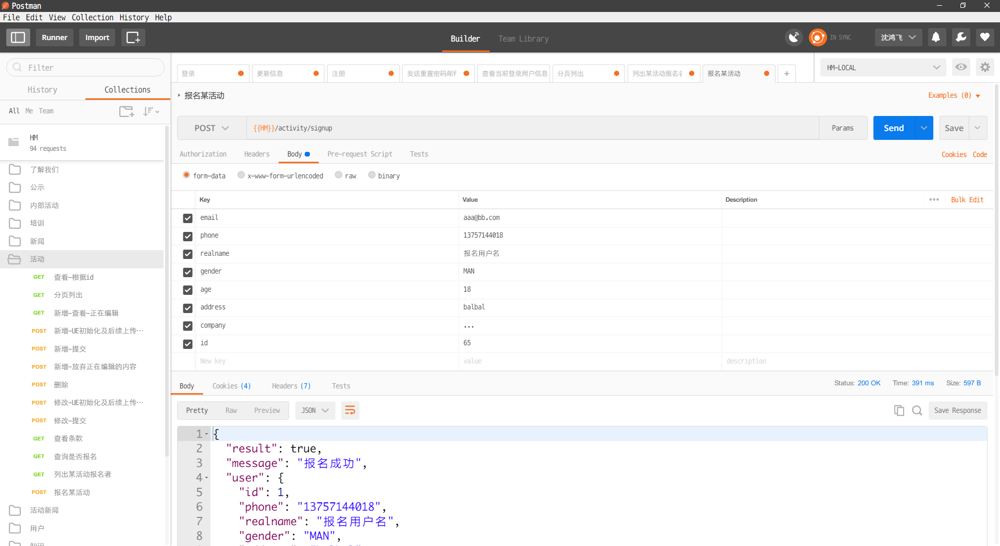 Postman
File Edit View Collection History Help
Runner Import
Builder Team Library
IN SYNC
沈鸿飞
Filter
History Collections
All Me Team
HM
94 requests
了解我们
公示
内部活动
培训
新闻
活动
GET 查看-根据id
GET 分页列出
GET 新增-查看-正在编辑
POST 新增-UE初始化及后续上传…
POST 新增-提交
POST 新增-放弃正在编辑的内容
POST 删除
POST 修改-UE初始化及后续上传…
POST 修改-提交
GET 查看条款
GET 查询是否报名
GET 列出某活动报名者
POST 报名某活动
活动新闻
用户
知识
登录 更新信息 注册 发送重置密码邮件 查看当前登录用户信息 分页列出 列出某活动报名者 报名某活动 +
HM-LOCAL
报名某活动
Examples (0)
POST {{HM}}/activity/signup Params Send Save
Authorization Headers Body Pre-request Script Tests Cookies Code
form-data x-www-form-urlencoded raw binary
Key Value Description ••• Bulk Edit
email aaa@bb.com
phone 13757144018
realname 报名用户名
gender MAN
age 18
address balbal
company ...
id 65
New key value description
Body Cookies (4) Headers (7) Tests
Status: 200 OK Time: 391 ms Size: 597 B
Pretty Raw Preview JSON Save Response
1 {
2 "result": true,
3 "message": "报名成功",
4 "user": {
5 "id": 1,
6 "phone": "13757144018",
7 "realname": "报名用户名",
8 "gender": "MAN",